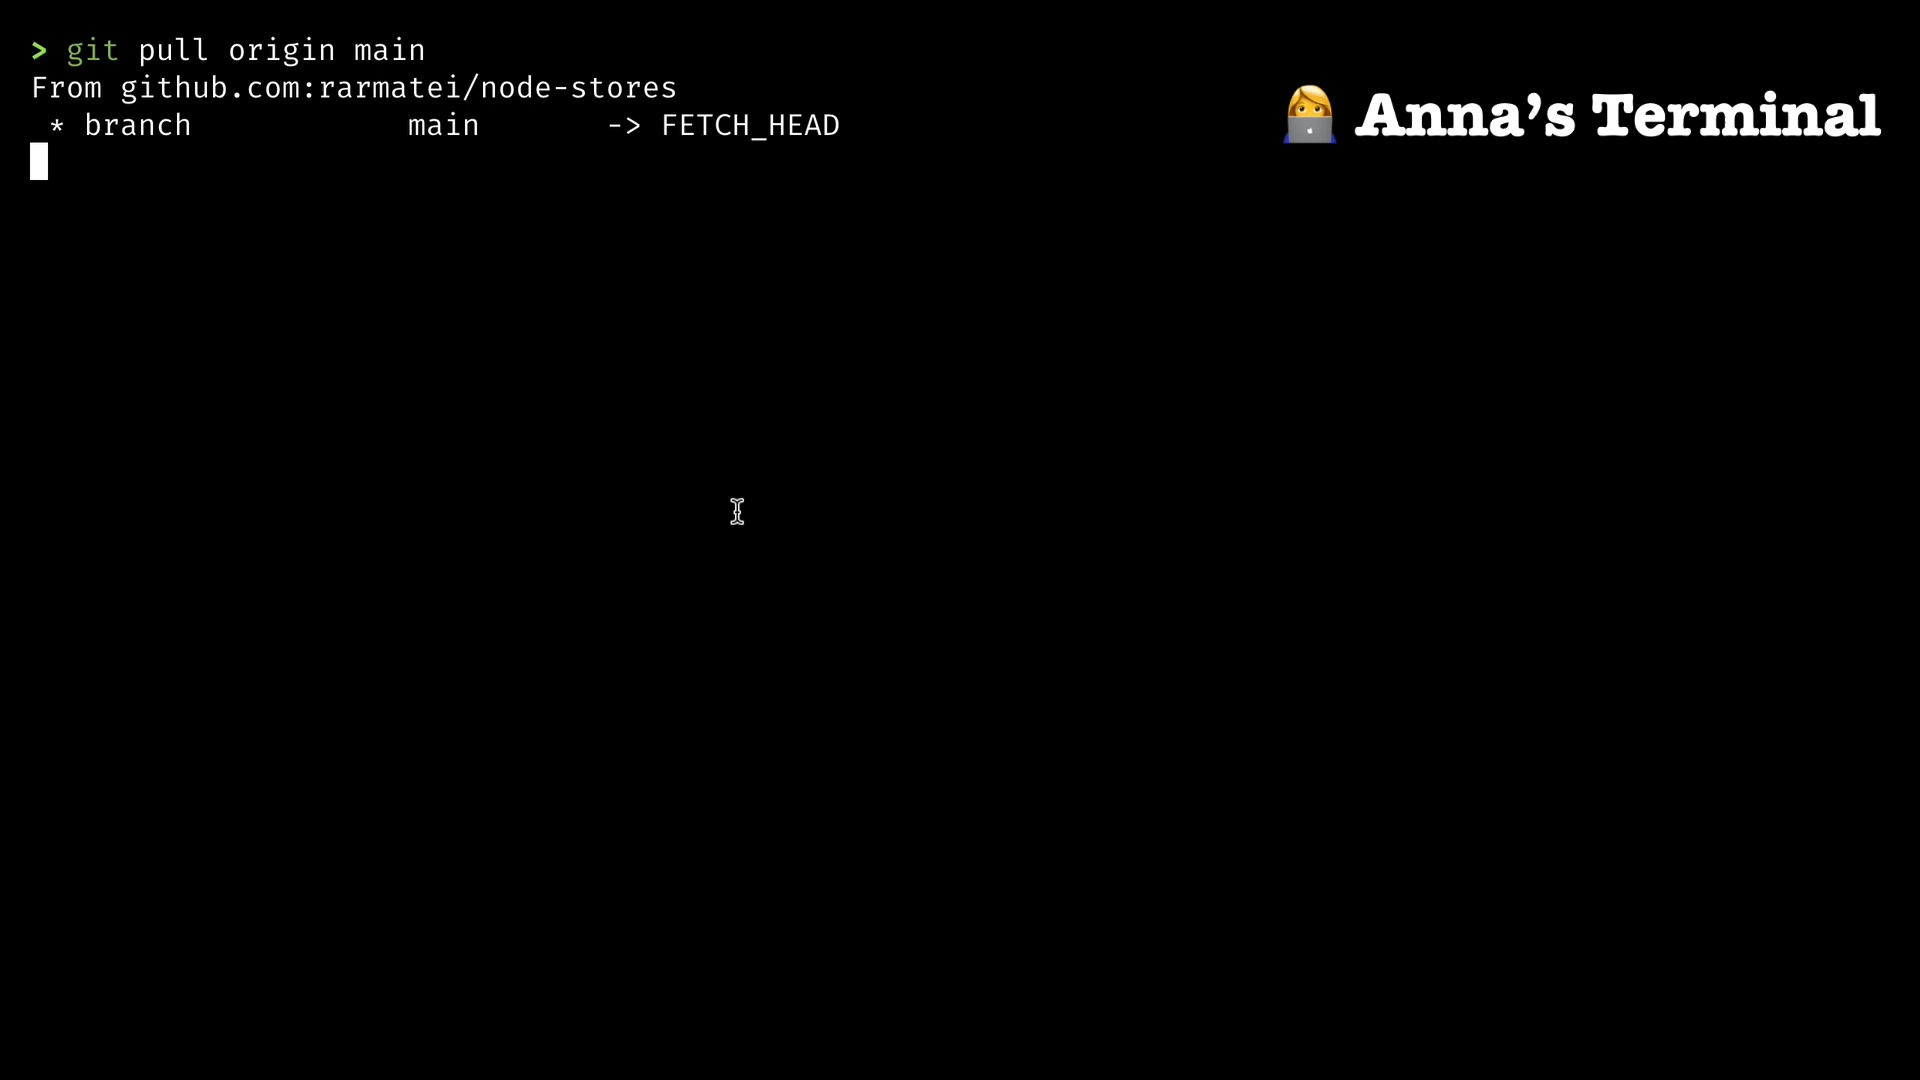 > git pull origin main
From github.com:rarmatei/node-stores
 * branch            main       -> FETCH_HEAD
Anna’s Terminal